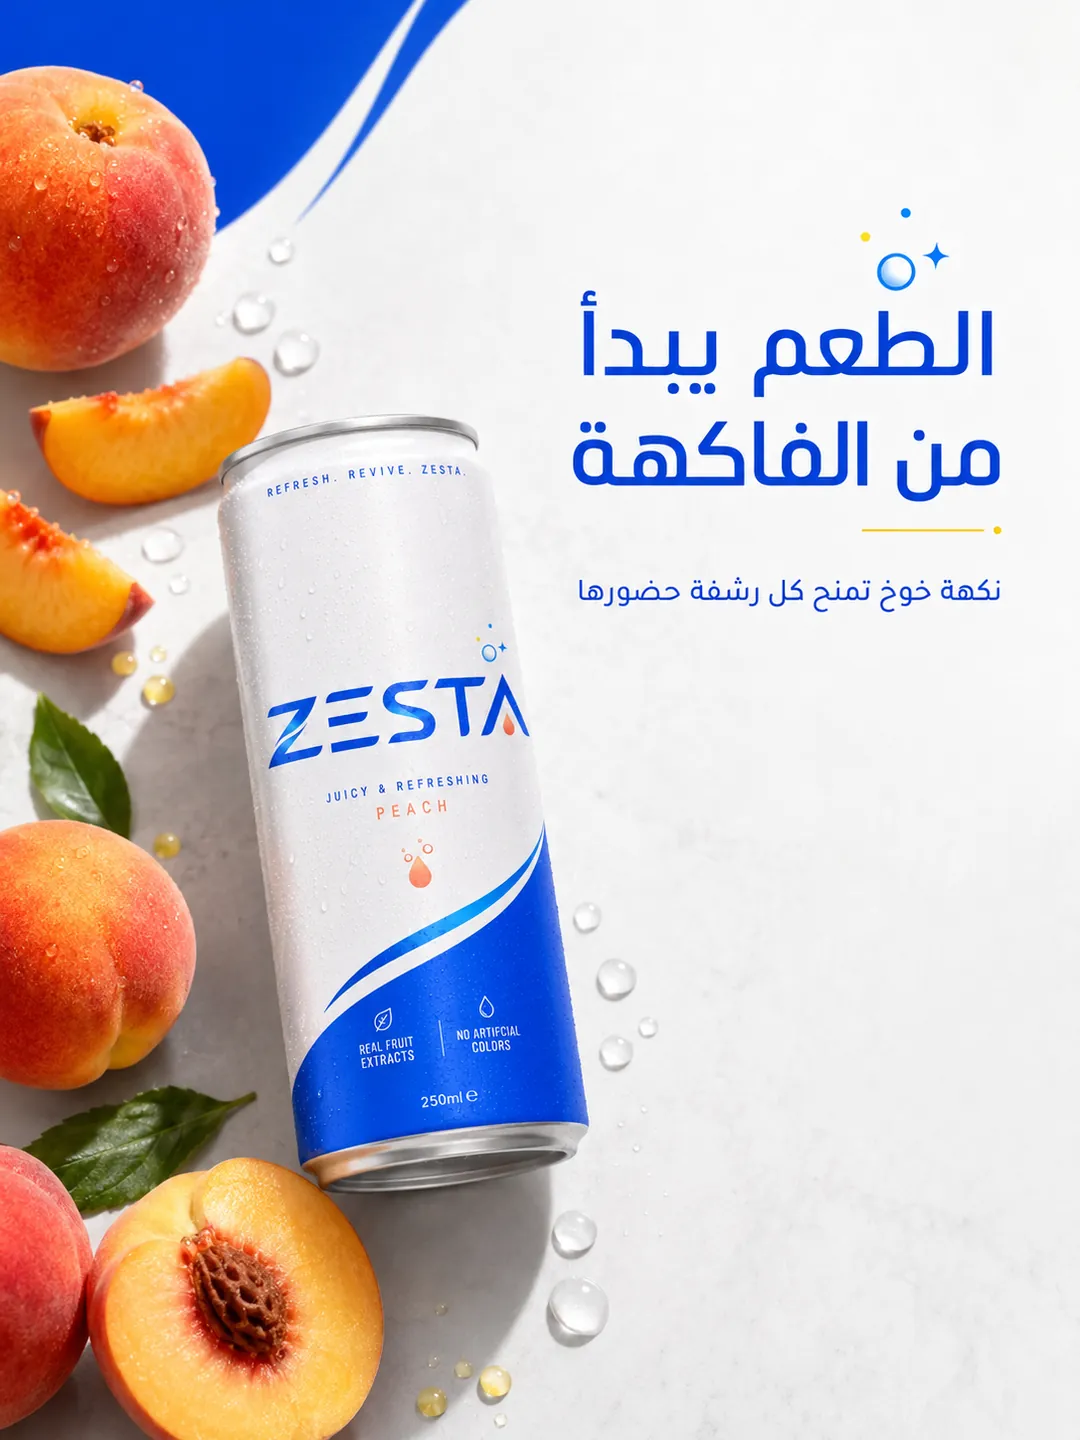 الطعم يبدأ
من الفاكهة
نكهة خوخ تمنح كل رشفة حضورها
REFRESH. REVIVE. ZESTA.
ZESTA
JUICY & REFRESHING
PEACH
REAL FRUIT
EXTRACTS
NO ARTIFCIAL
COLORS
250ml ℮